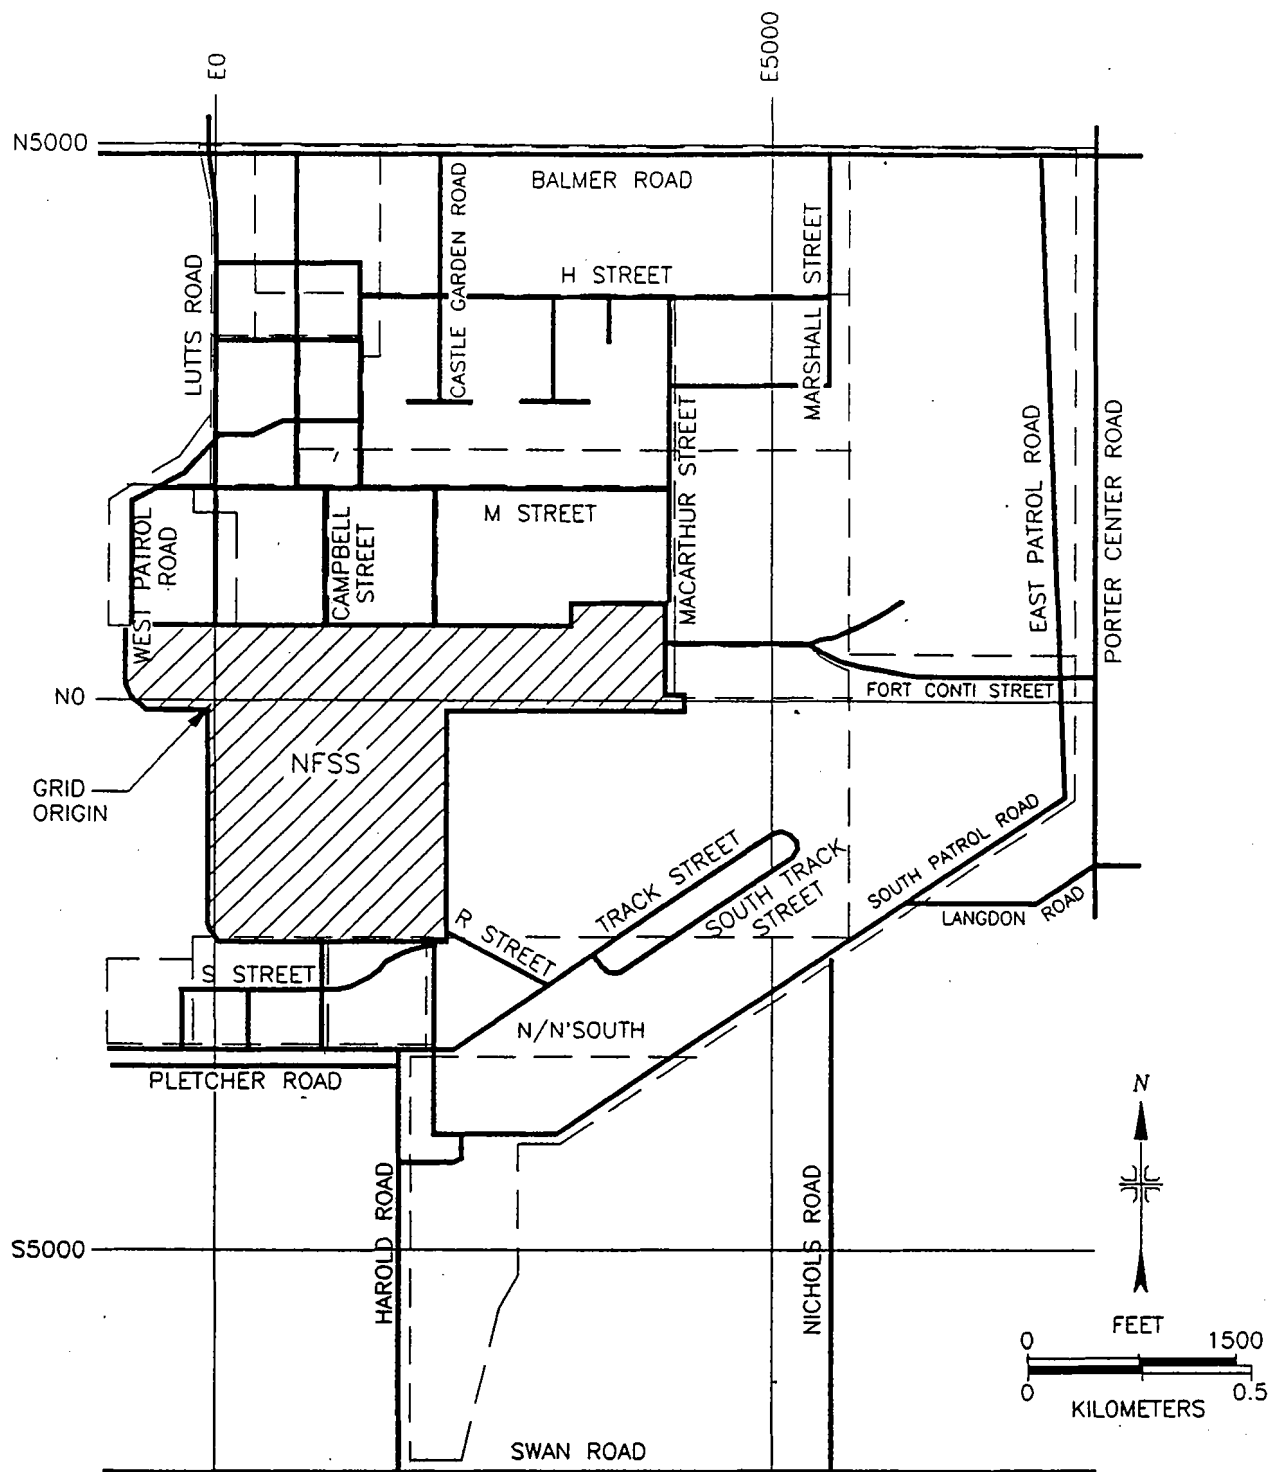 E0
E5000
N5000
BALMER ROAD
CASTLE GARDEN ROAD
MARSHALL STREET
H STREET
LUTTS ROAD
MACARTHUR STREET
EAST PATROL ROAD
PORTER CENTER ROAD
M STREET
WEST PATROL
ROAD
CAMPBELL
STREET
N0
FORT CONTI STREET
NFSS
GRID
ORIGIN
TRACK STREET
SOUTH TRACK
STREET
SOUTH PATROL ROAD
LANGDON ROAD
R STREET
S STREET
N/N'SOUTH
PLETCHER ROAD
N
HAROLD ROAD
NICHOLS ROAD
S5000
FEET
0 1500
0 0.5
KILOMETERS
SWAN ROAD